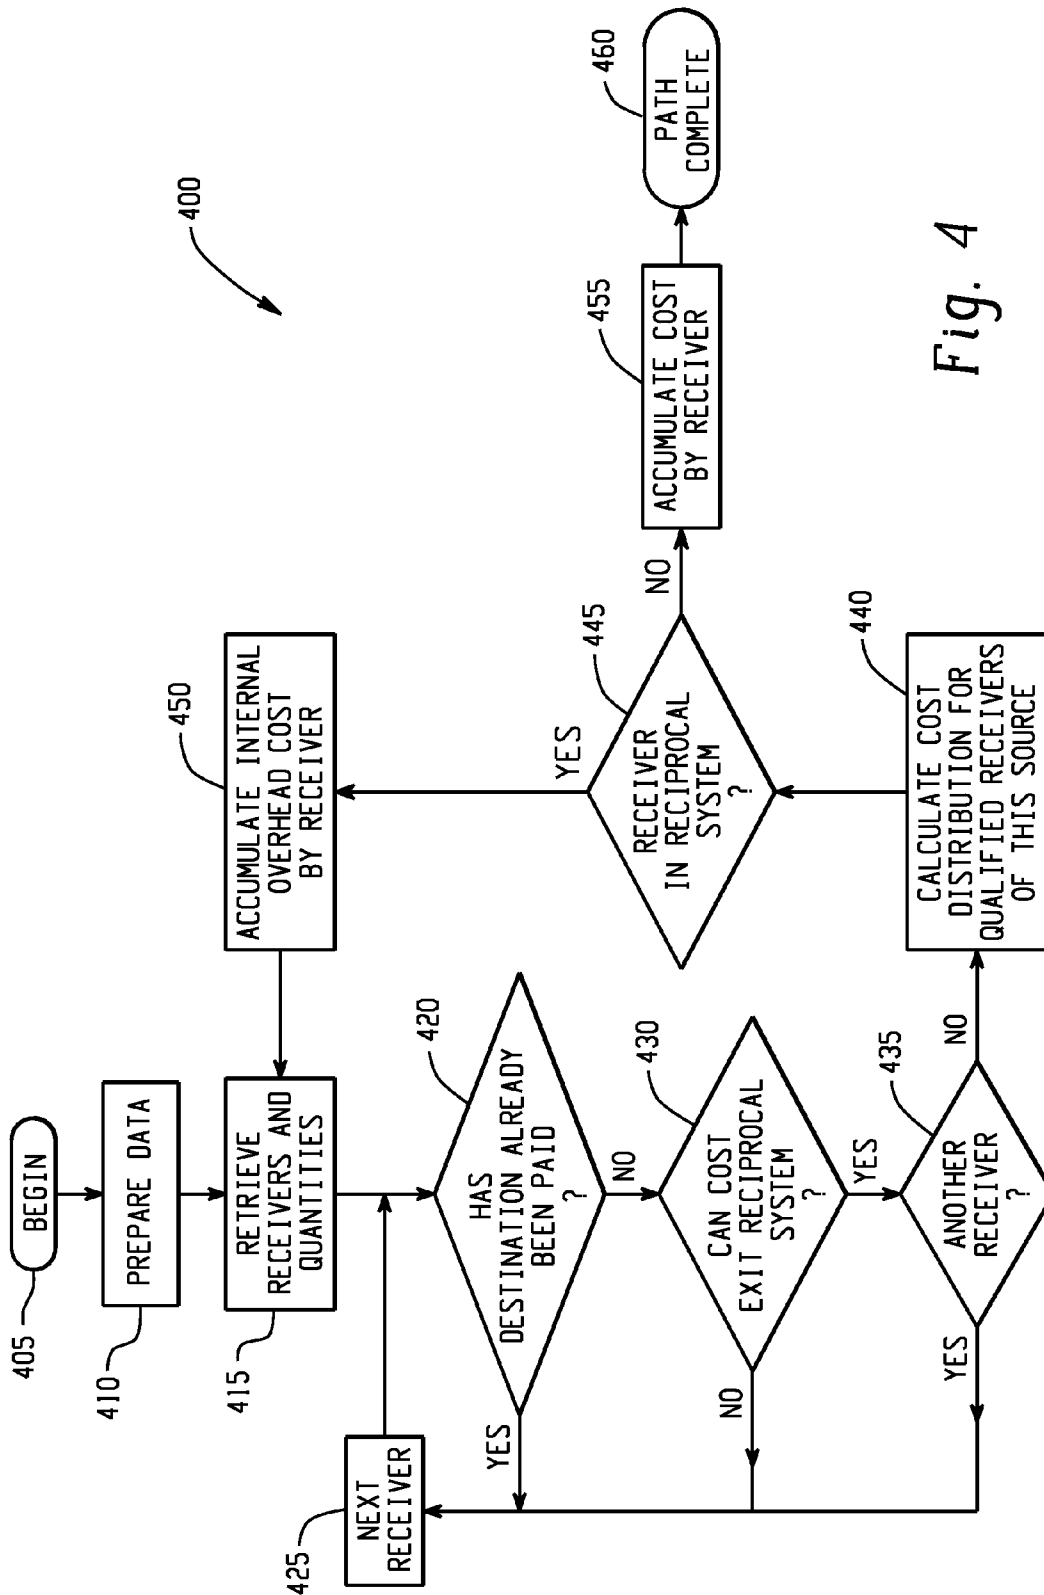 400
405
BEGIN
410
PREPARE DATA
415
RETRIEVE
RECEIVERS AND
QUANTITIES
425
NEXT
RECEIVER
420
HAS
DESTINATION ALREADY
BEEN PAID
?
YES
NO
430
CAN COST
EXIT RECIPROCAL
SYSTEM
?
NO
YES
435
ANOTHER
RECEIVER
?
YES
NO
440
CALCULATE COST
DISTRIBUTION FOR
QUALIFIED RECEIVERS
OF THIS SOURCE
445
RECEIVER
IN RECIPROCAL
SYSTEM
?
YES
NO
450
ACCUMULATE INTERNAL
OVERHEAD COST
BY RECEIVER
455
ACCUMULATE COST
BY RECEIVER
460
PATH
COMPLETE
Fig. 4